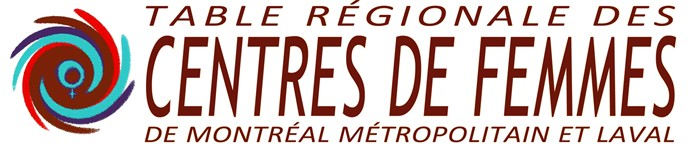 TABLE RÉGIONALE DES
CENTRES DE FEMMES
DE MONTRÉAL MÉTROPOLITAIN ET LAVAL